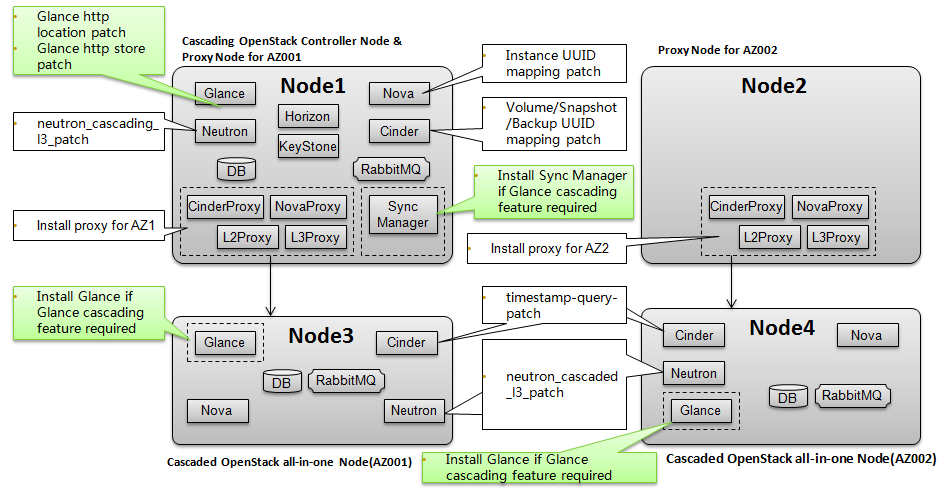 Glance http
location patch
Glance http store
patch
Cascading OpenStack Controller Node &
Proxy Node for AZ001
Instance UUID
mapping patch
Proxy Node for AZ002
Node1
Node2
Glance
Nova
Horizon
Volume/Snapshot
/Backup UUID
mapping patch
neutron_cascading_
l3_patch
Neutron
Cinder
KeyStone
DB
RabbitMQ
Install Sync Manager
if Glance cascading
feature required
CinderProxy
NovaProxy
Sync
Manager
CinderProxy
NovaProxy
Install proxy for AZ1
L2Proxy
L3Proxy
Install proxy for AZ2
L2Proxy
L3Proxy
Install Glance if
Glance cascading
feature required
timestamp-query-
patch
Node3
Node4
Glance
Cinder
Cinder
Nova
DB
RabbitMQ
neutron_cascaded
_l3_patch
Neutron
DB
RabbitMQ
Nova
Neutron
Glance
Cascaded OpenStack all-in-one Node(AZ001)
Install Glance if Glance
cascading feature required
Cascaded OpenStack all-in-one Node(AZ002)